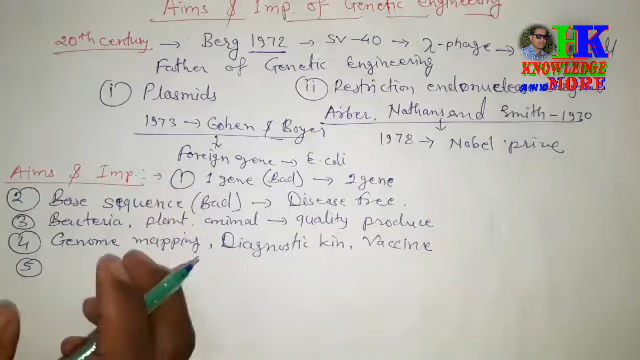 Aims & Imp. of Genetic Engineering
20th century → Berg 1972 → SV-40 → λ-phage →
Father of Genetic engineering
HK
KNOWLEDGE
AND MORE
i Plasmids
ii Restriction endonuclease
Arber, Nathans and Smith-1930
1973 → Cohen & Boyer
1978 → Nobel prize
Foreign gene → E.coli
Aims & Imp:- 1 1 gene (Bad) → 2 gene
2 Base sequence (Bad) → Disease free.
3 Bacteria, plant, animal → quality produce
4 Genome mapping, Diagnostic kin, Vaccine
5